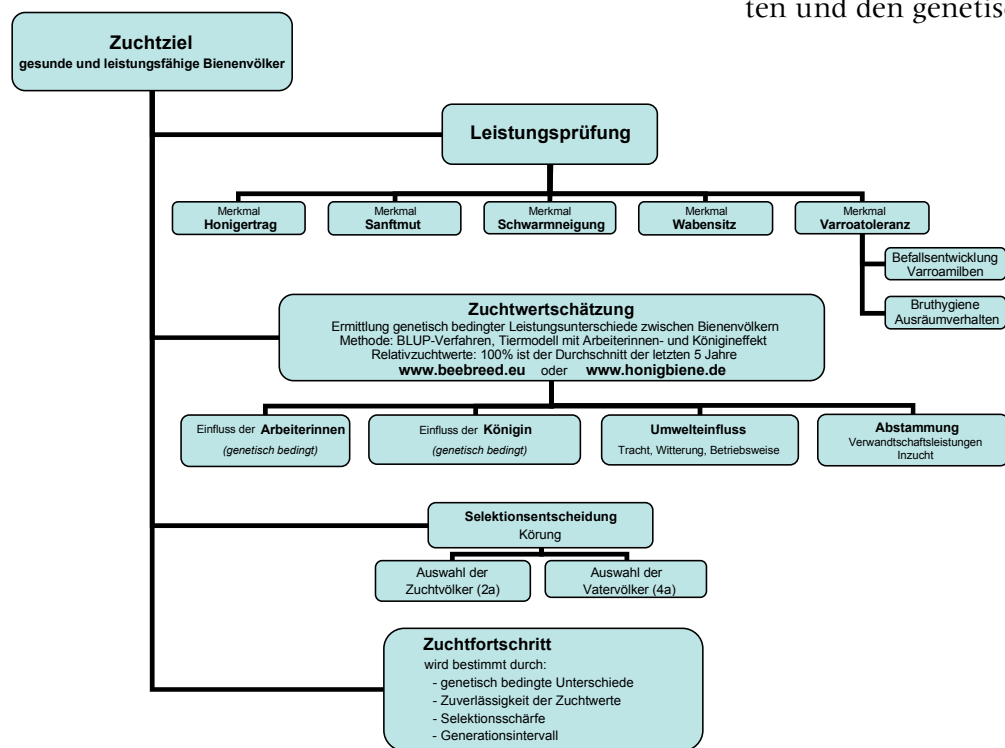 ten und den genetisc
Zuchtziel
gesunde und leistungsfähige Bienenvölker
Leistungsprüfung
Merkmal
Honigertrag
Merkmal
Sanftmut
Merkmal
Schwarmneigung
Merkmal
Wabensitz
Merkmal
Varroatoleranz
Befallsentwicklung
Varroamilben
Bruthygiene
Ausräumverhalten
Zuchtwertschätzung
Ermittlung genetisch bedingter Leistungsunterschiede zwischen Bienenvölkern
Methode: BLUP-Verfahren, Tiermodell mit Arbeiterinnen- und Königineffekt
Relativzuchtwerte: 100% ist der Durchschnitt der letzten 5 Jahre
www.beebreed.eu oder www.honigbiene.de
Einfluss der Arbeiterinnen
(genetisch bedingt)
Einfluss der Königin
(genetisch bedingt)
Umwelteinfluss
Tracht, Witterung, Betriebsweise
Abstammung
Verwandtschaftsleistungen
Inzucht
Selektionsentscheidung
Körung
Auswahl der
Zuchtvölker (2a)
Auswahl der
Vatervölker (4a)
Zuchtfortschritt
wird bestimmt durch:
- genetisch bedingte Unterschiede
- Zuverlässigkeit der Zuchtwerte
- Selektionsschärfe
- Generationsintervall